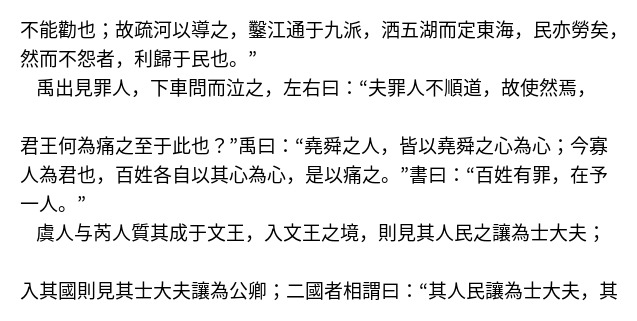 不能勸也；故疏河以導之，鑿江通于九派，洒五湖而定東海，民亦勞矣，
然而不怨者，利歸于民也。”
禹出見罪人，下車問而泣之，左右曰：“夫罪人不順道，故使然焉，
君王何為痛之至于此也？”禹曰：“堯舜之人，皆以堯舜之心為心；今寡
人為君也，百姓各自以其心為心，是以痛之。”書曰：“百姓有罪，在予
一人。”
虞人与芮人質其成于文王，入文王之境，則見其人民之讓為士大夫；
入其國則見其士大夫讓為公卿；二國者相謂曰：“其人民讓為士大夫，其